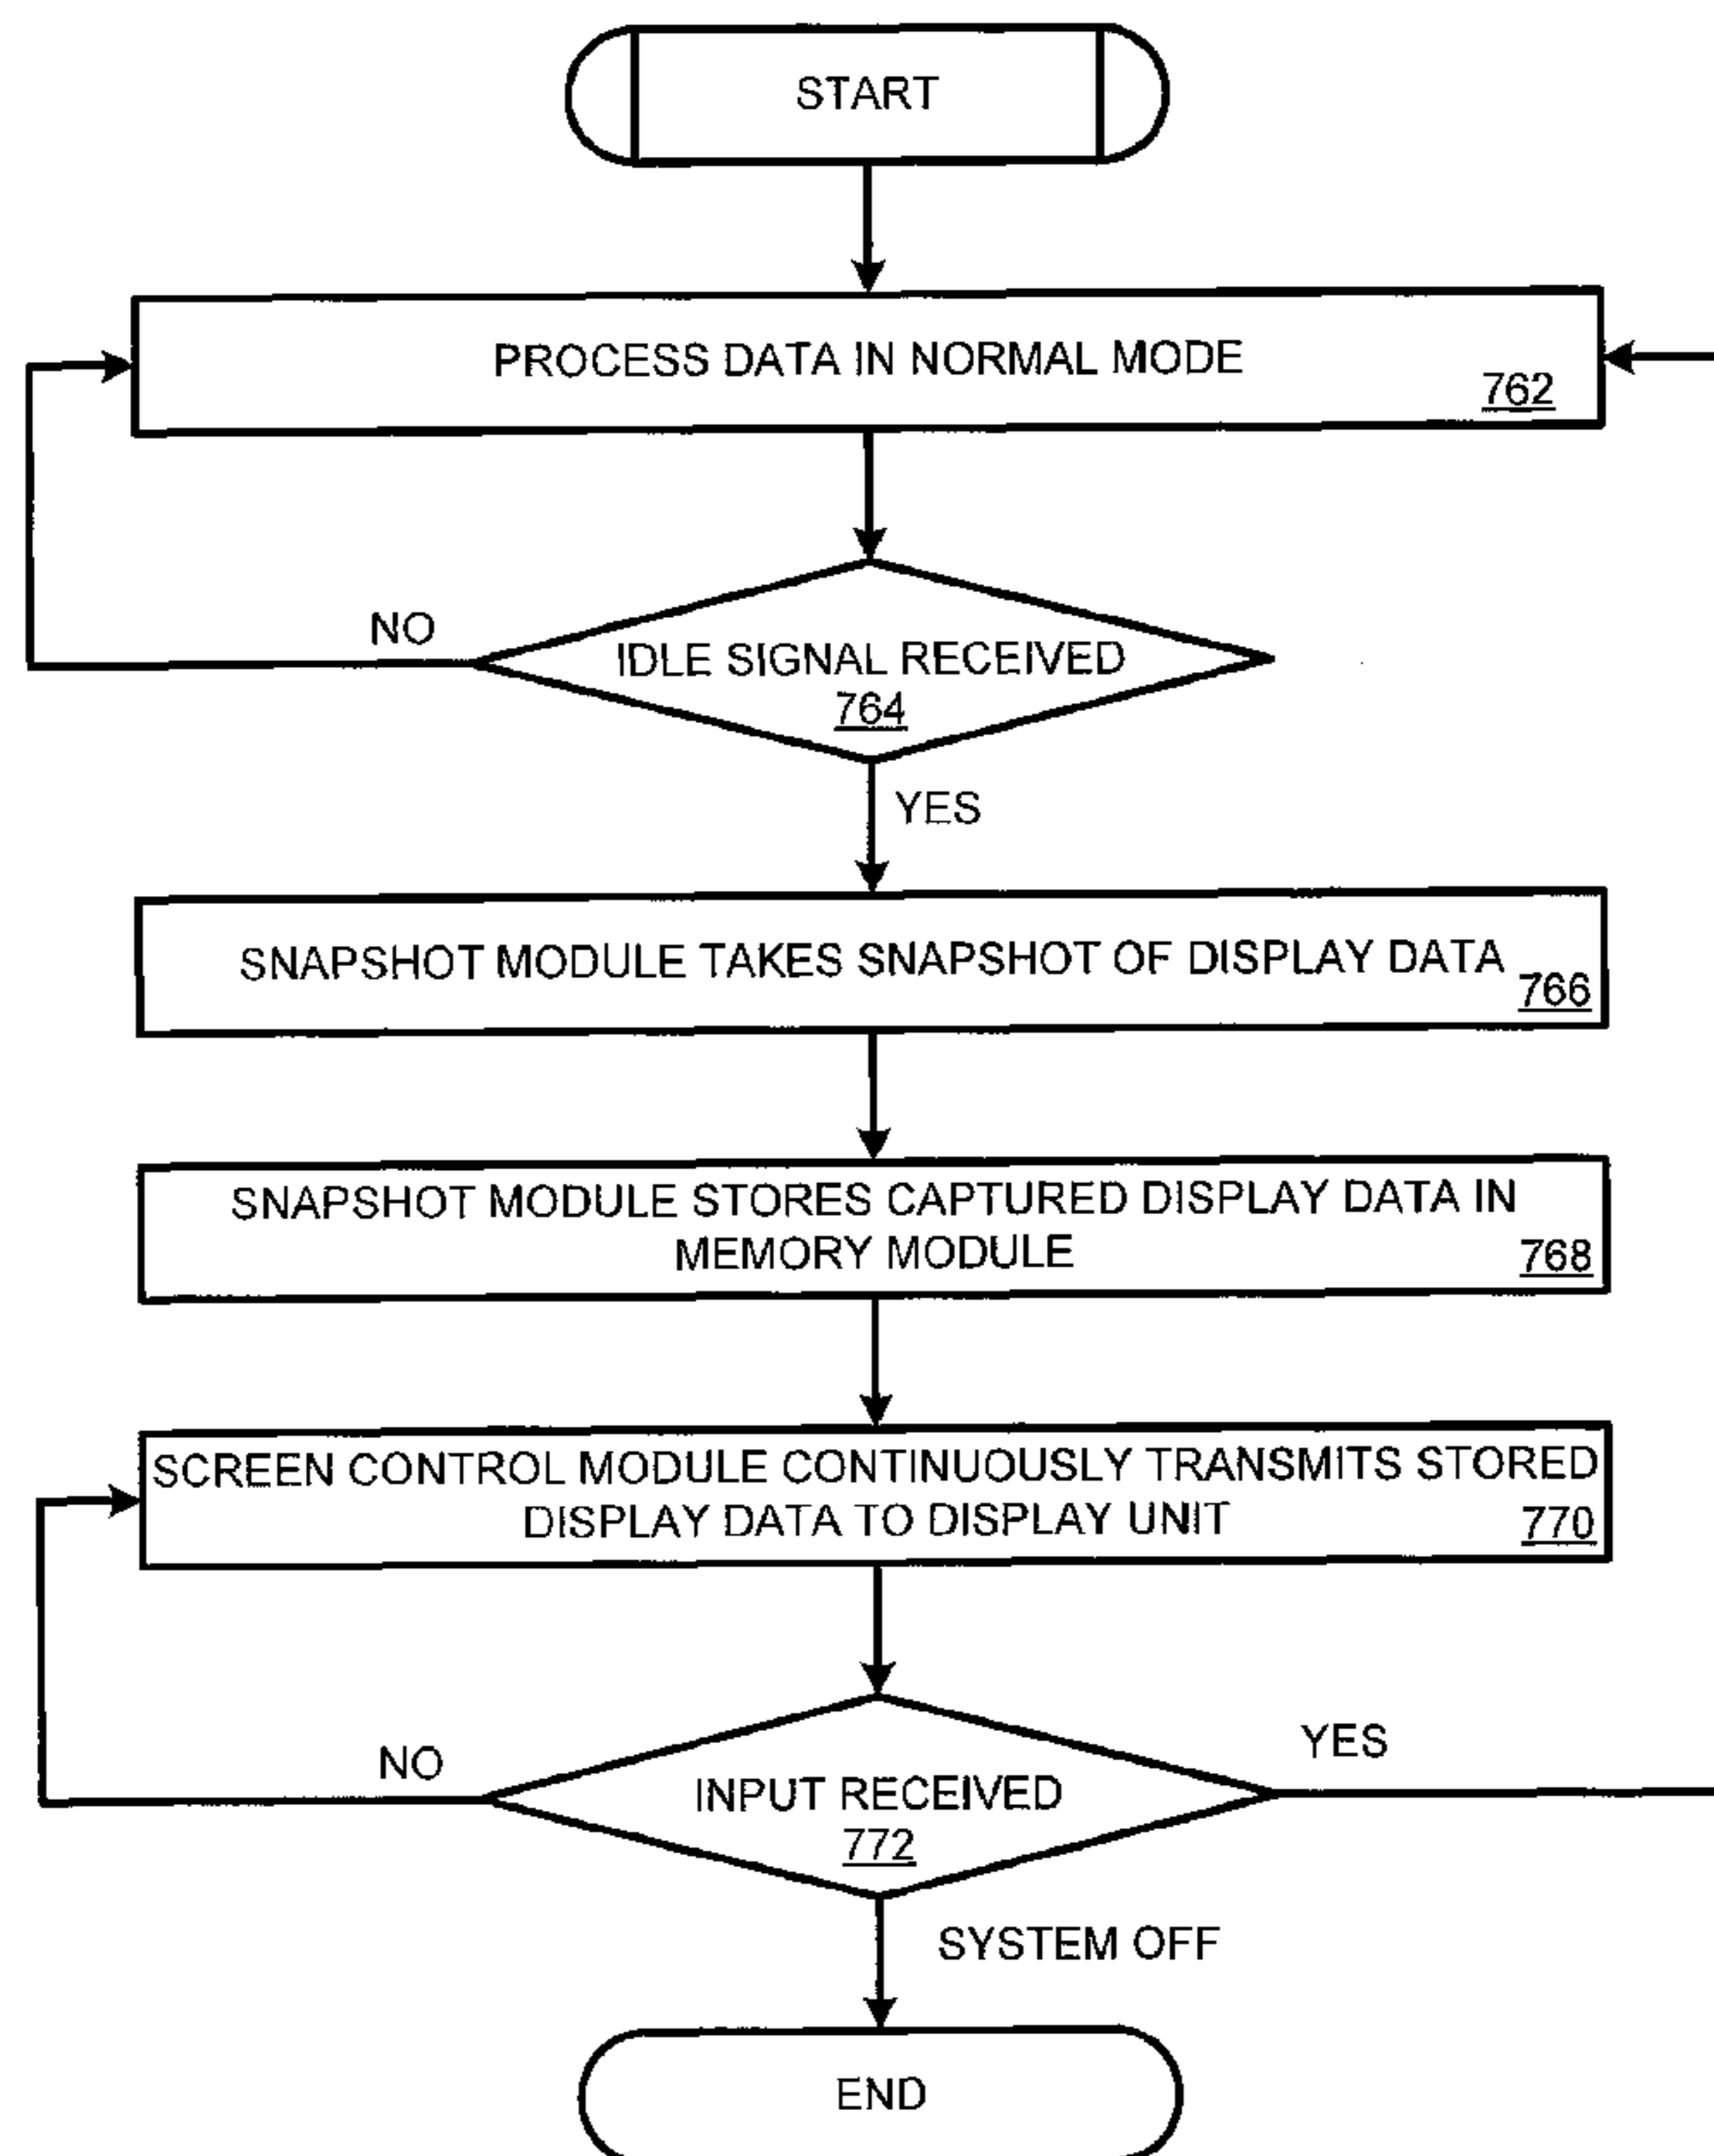 START
PROCESS DATA IN NORMAL MODE
762
NO
IDLE SIGNAL RECEIVED
764
YES
SNAPSHOT MODULE TAKES SNAPSHOT OF DISPLAY DATA
766
SNAPSHOT MODULE STORES CAPTURED DISPLAY DATA IN
MEMORY MODULE
768
SCREEN CONTROL MODULE CONTINUOUSLY TRANSMITS STORED
DISPLAY DATA TO DISPLAY UNIT
770
NO
YES
INPUT RECEIVED
772
SYSTEM OFF
END